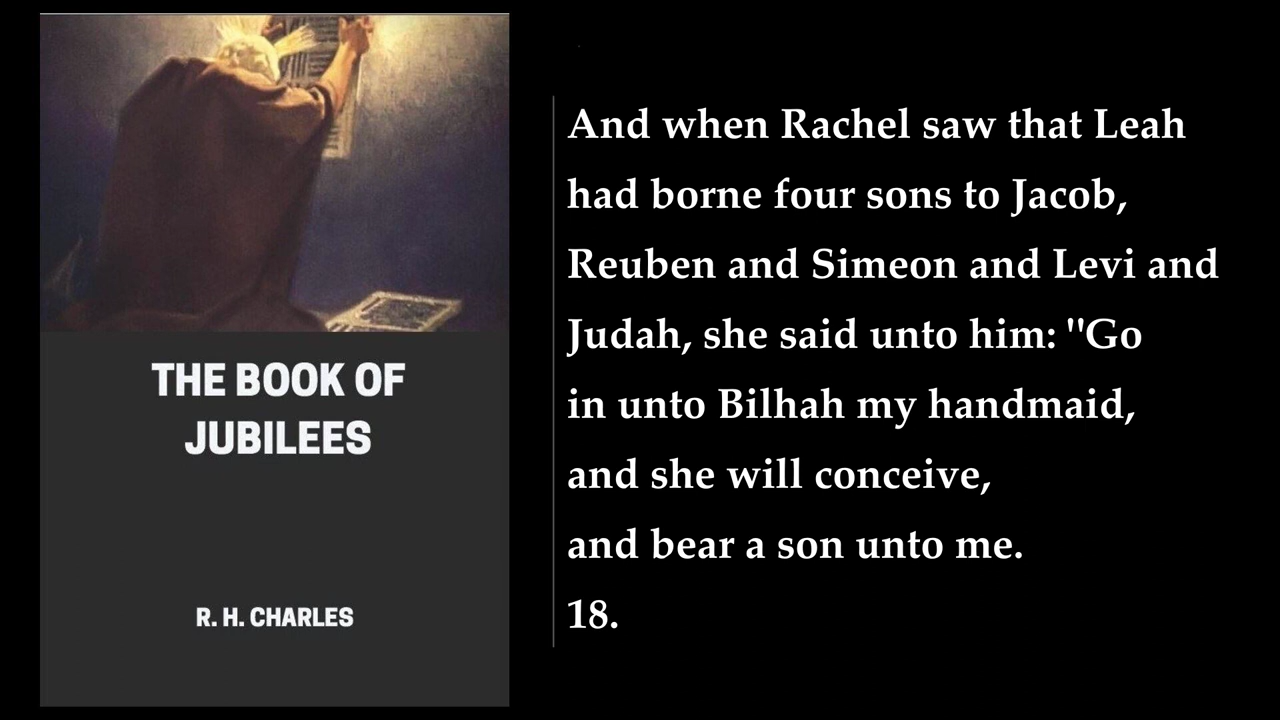 THE BOOK OF
JUBILEES
R. H. CHARLES
And when Rachel saw that Leah
had borne four sons to Jacob,
Reuben and Simeon and Levi and
Judah, she said unto him: "Go
in unto Bilhah my handmaid,
and she will conceive,
and bear a son unto me.
18.